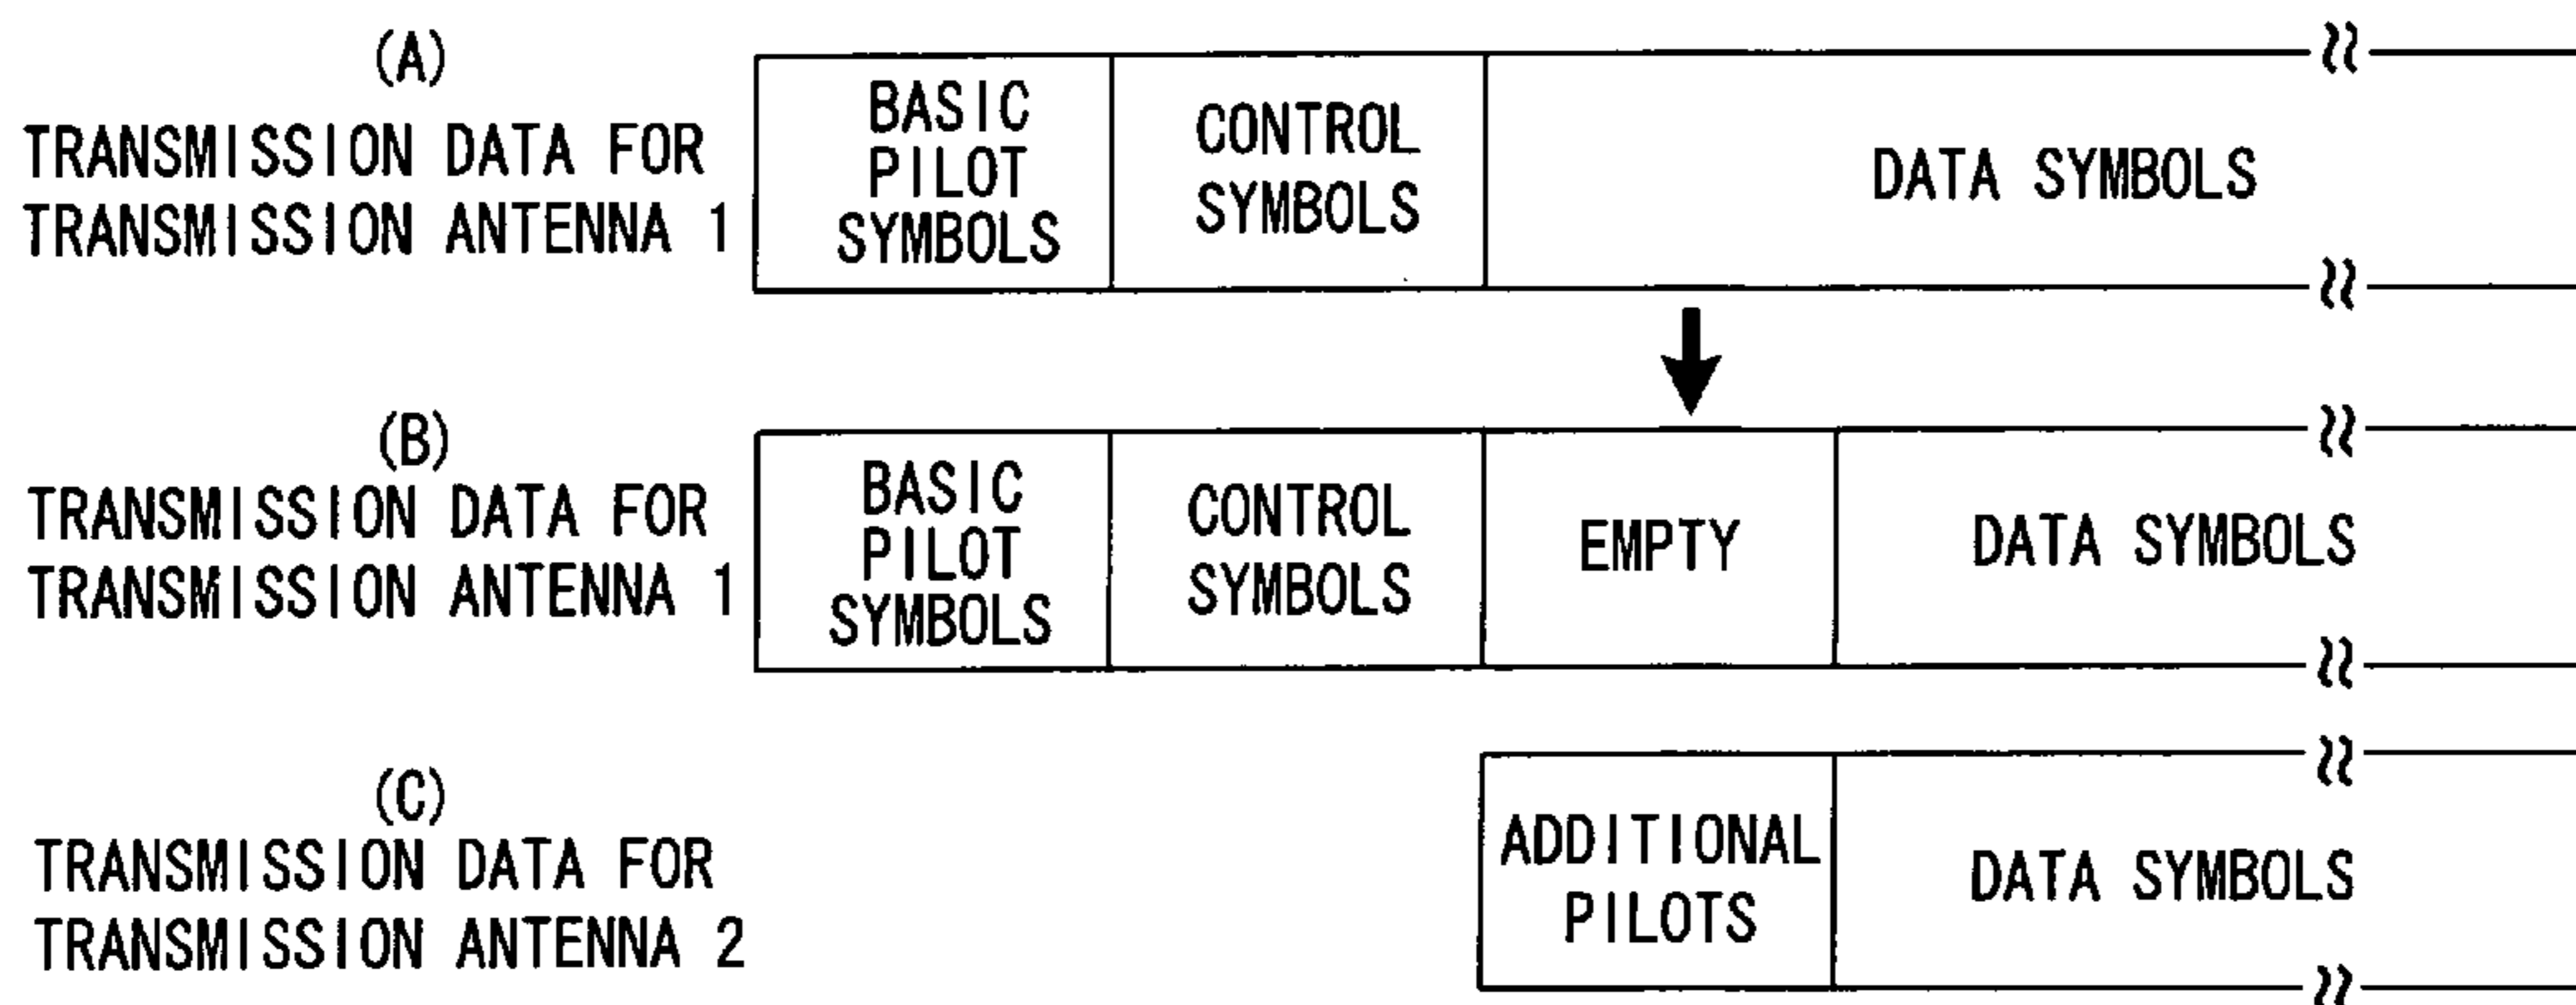 (A)
TRANSMISSION DATA FOR
TRANSMISSION ANTENNA 1
BASIC
PILOT
SYMBOLS
CONTROL
SYMBOLS
DATA SYMBOLS
(B)
TRANSMISSION DATA FOR
TRANSMISSION ANTENNA 1
BASIC
PILOT
SYMBOLS
CONTROL
SYMBOLS
EMPTY
DATA SYMBOLS
(C)
TRANSMISSION DATA FOR
TRANSMISSION ANTENNA 2
ADDITIONAL
PILOTS
DATA SYMBOLS